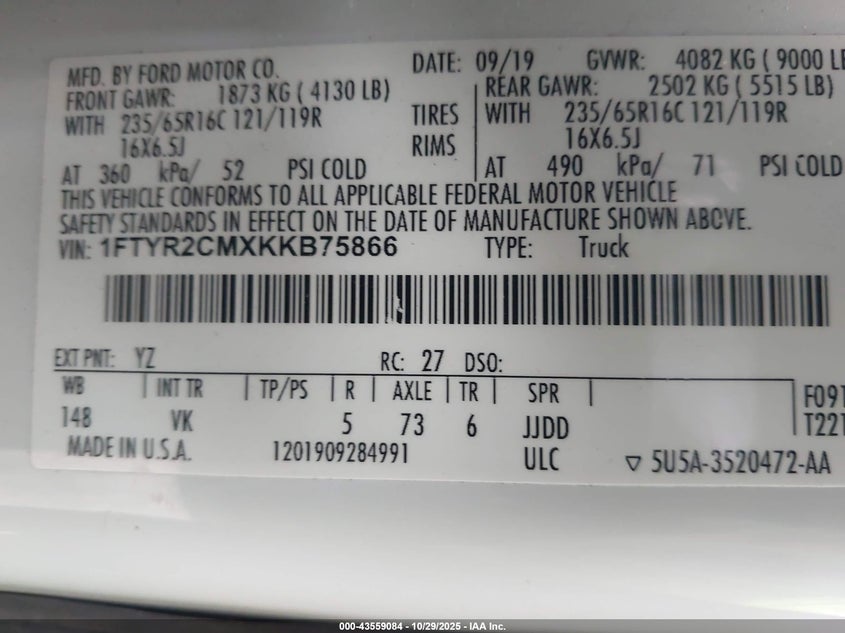 MFD. BY FORD MOTOR CO. DATE: 09/19 GVWR: 4082 KG ( 9000 LB
FRONT GAWR: 1873 KG ( 4130 LB) REAR GAWR: 2502 KG ( 5515 LB)
WITH 235/65R16C 121/119R TIRES WITH 235/65R16C 121/119R
16X6.5J RIMS 16X6.5J
AT 360 kPa/ 52 PSI COLD AT 490 kPa/ 71 PSI COLD
THIS VEHICLE CONFORMS TO ALL APPLICABLE FEDERAL MOTOR VEHICLE
SAFETY STANDARDS IN EFFECT ON THE DATE OF MANUFACTURE SHOWN ABOVE.
VIN: 1FTYR2CMXKKB75866 TYPE: Truck
EXT PNT: YZ RC: 27 DSO:
WB INT TR TP/PS R AXLE TR SPR F091
148 VK 5 73 6 JJDD T221
MADE IN U.S.A. 1201909284991 ULC ▽ 5U5A-3520472-AA
000-43559084 - 10/29/2025 - IAA Inc.